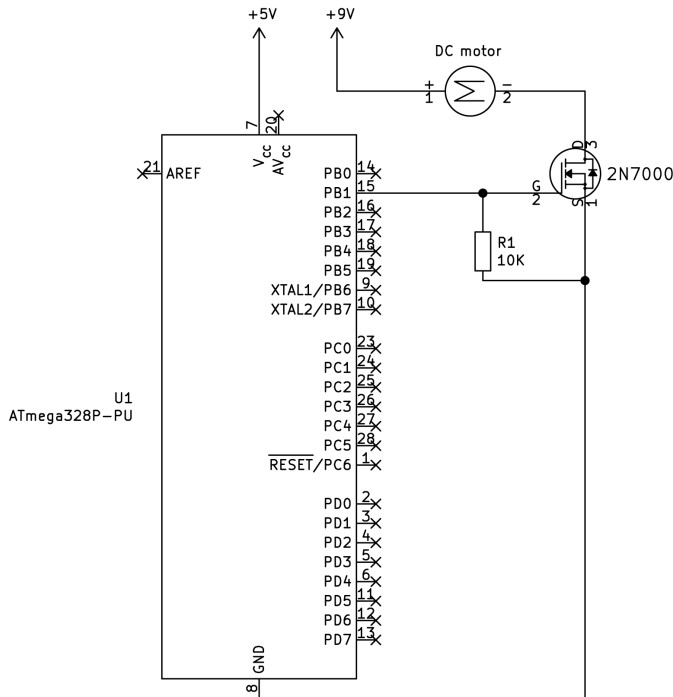 +5V
+9V
DC motor
+
1
-
2
7
20
VCC
AVCC
21
AREF
PB0
14
PB1
15
PB2
16
PB3
17
PB4
18
PB5
19
XTAL1/PB6
9
XTAL2/PB7
10
D
3
G
2
S
1
2N7000
R1
10K
PC0
23
PC1
24
PC2
25
PC3
26
PC4
27
PC5
28
RESET/PC6
1
U1
ATmega328P-PU
PD0
2
PD1
3
PD2
4
PD3
5
PD4
6
PD5
11
PD6
12
PD7
13
GND
8